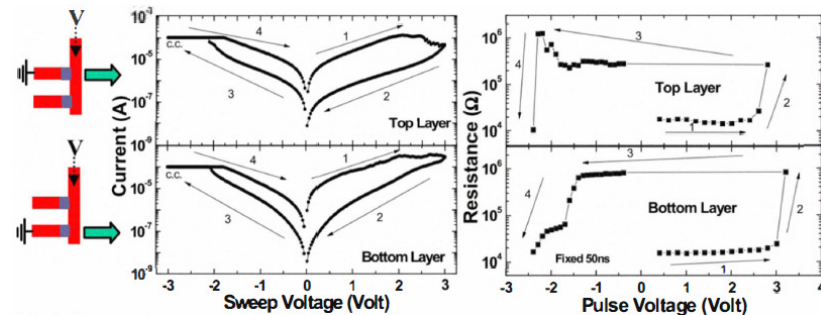 V
10⁻¹
10⁻³
10⁻⁵
10⁻⁷
10⁻⁹
4
1
c.c.
3
2
Top Layer
V
10⁻³
10⁻⁵
10⁻⁷
10⁻⁹
4
1
c.c.
3
2
Bottom Layer
Current (A)
-3 -2 -1 0 1 2 3
Sweep Voltage (Volt)
10⁶
10⁵
10⁴
3
4
Top Layer
2
1
10⁶
10⁵
10⁴
3
4
Bottom Layer
2
Fixed 50ns
1
Resistance (Ω)
-3 -2 -1 0 1 2 3 4
Pulse Voltage (Volt)